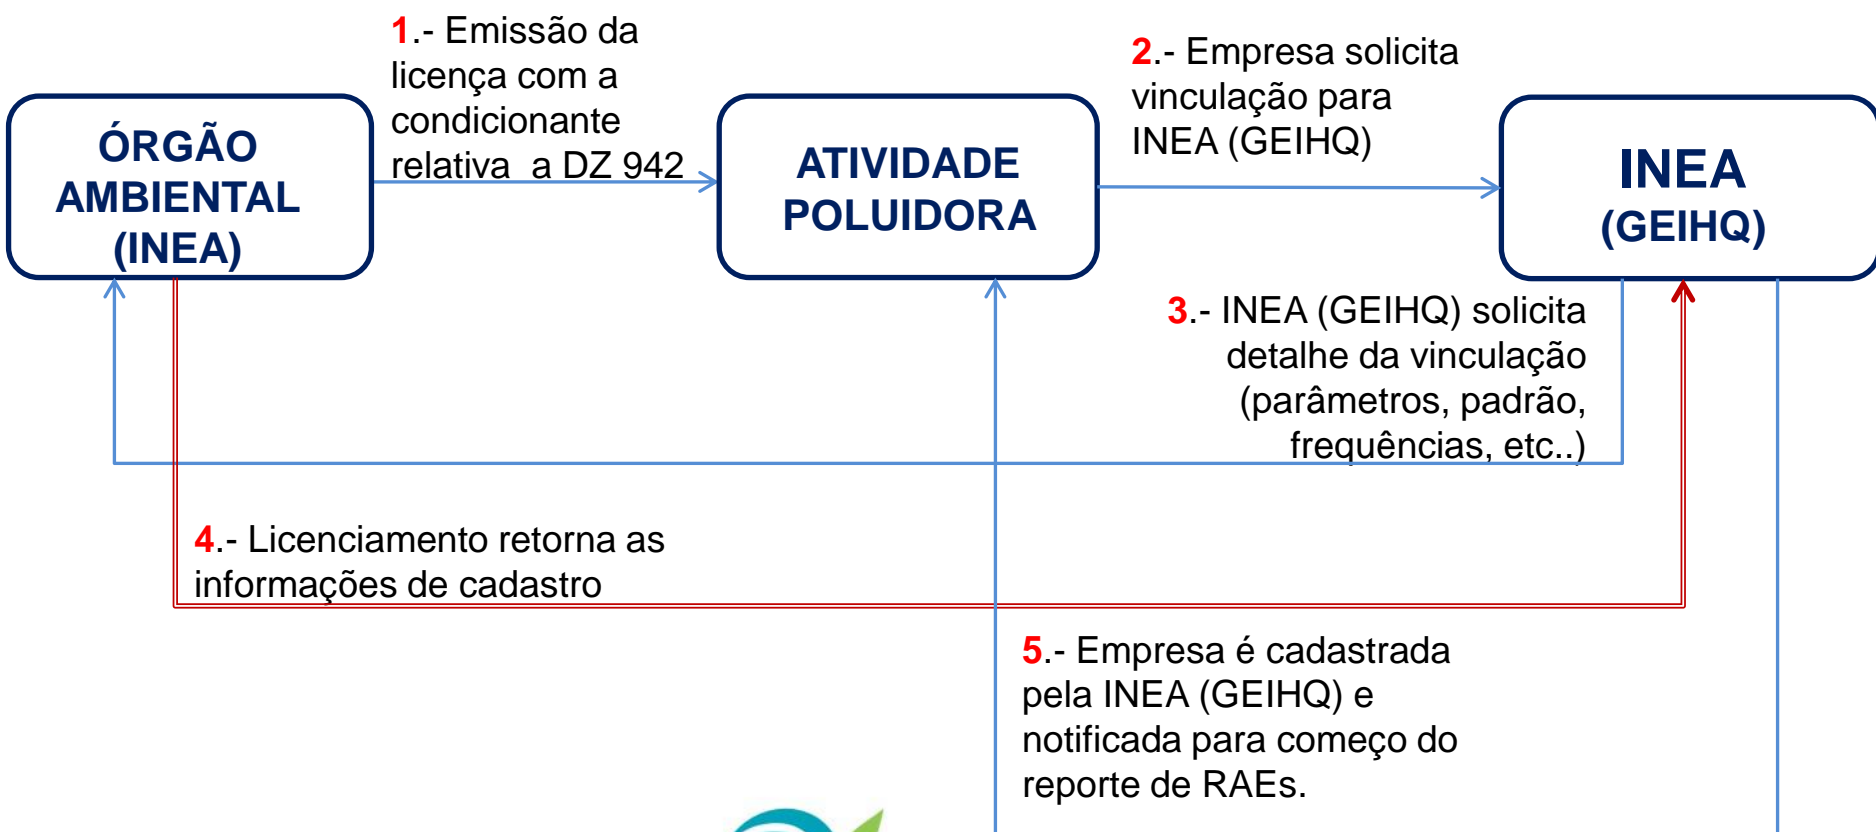 1.- Emissão da
licença com a
condicionante
relativa  a DZ 942
2.- Empresa solicita
vinculação para
INEA (GEIHQ)
ÓRGÃO
AMBIENTAL
(INEA)
ATIVIDADE
POLUIDORA
INEA
(GEIHQ)
3.- INEA (GEIHQ) solicita
detalhe da vinculação
(parâmetros, padrão,
frequências, etc..)
4.- Licenciamento retorna as
informações de cadastro
5.- Empresa é cadastrada
pela INEA (GEIHQ) e
notificada para começo do
reporte de RAEs.